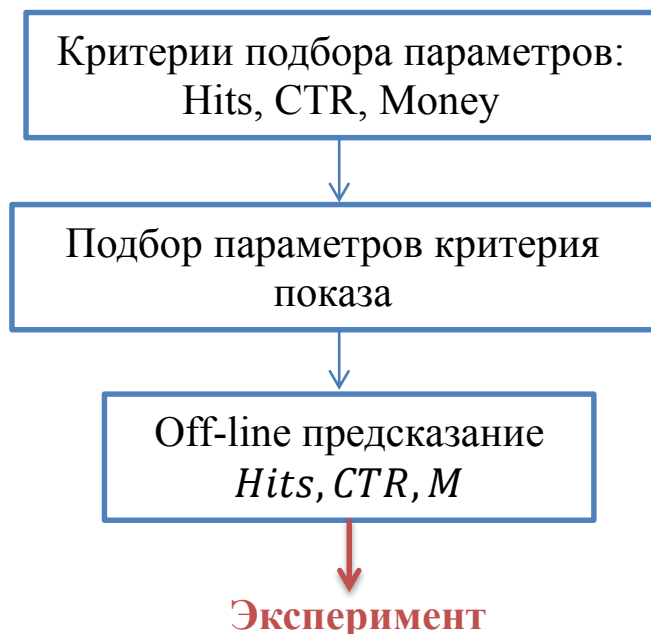 Критерии подбора параметров:
Hits, CTR, Money
Подбор параметров критерия
показа
Off-line предсказание
Hits, CTR, M
Эксперимент